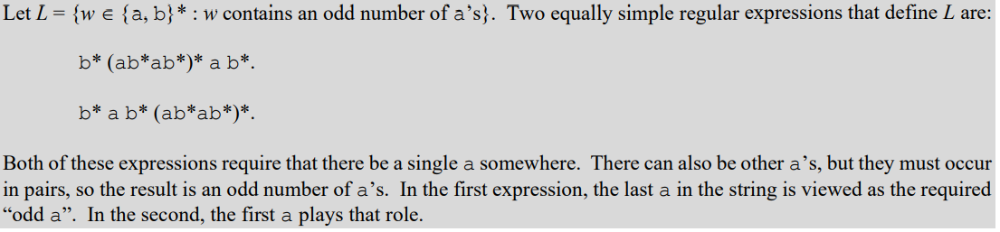 Let L = {w ∈ {a, b}* : w contains an odd number of a’s}. Two equally simple regular expressions that define L are:
b* (ab*ab*)* a b*.
b* a b* (ab*ab*)*.
Both of these expressions require that there be a single a somewhere. There can also be other a’s, but they must occur
in pairs, so the result is an odd number of a’s. In the first expression, the last a in the string is viewed as the required
“odd a”. In the second, the first a plays that role.